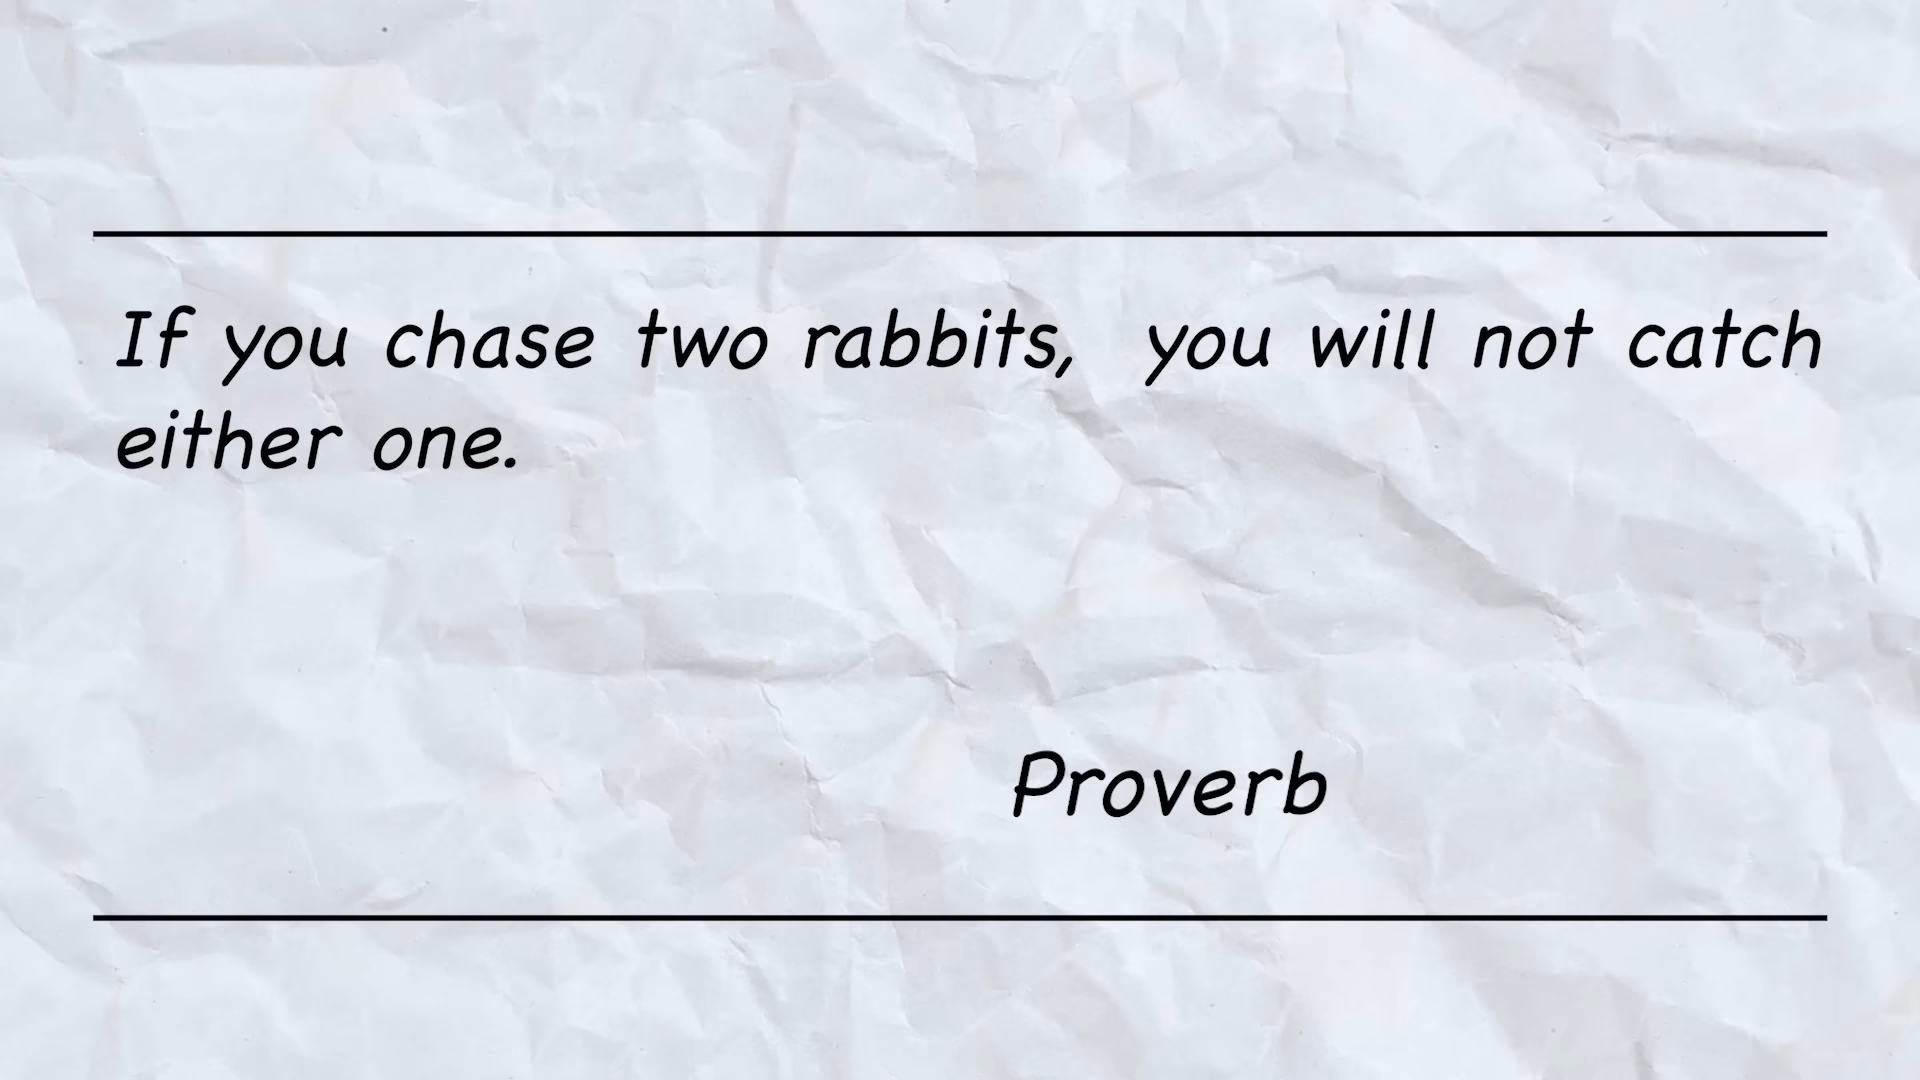 If you chase two rabbits,  you will not catch
either one.
Proverb